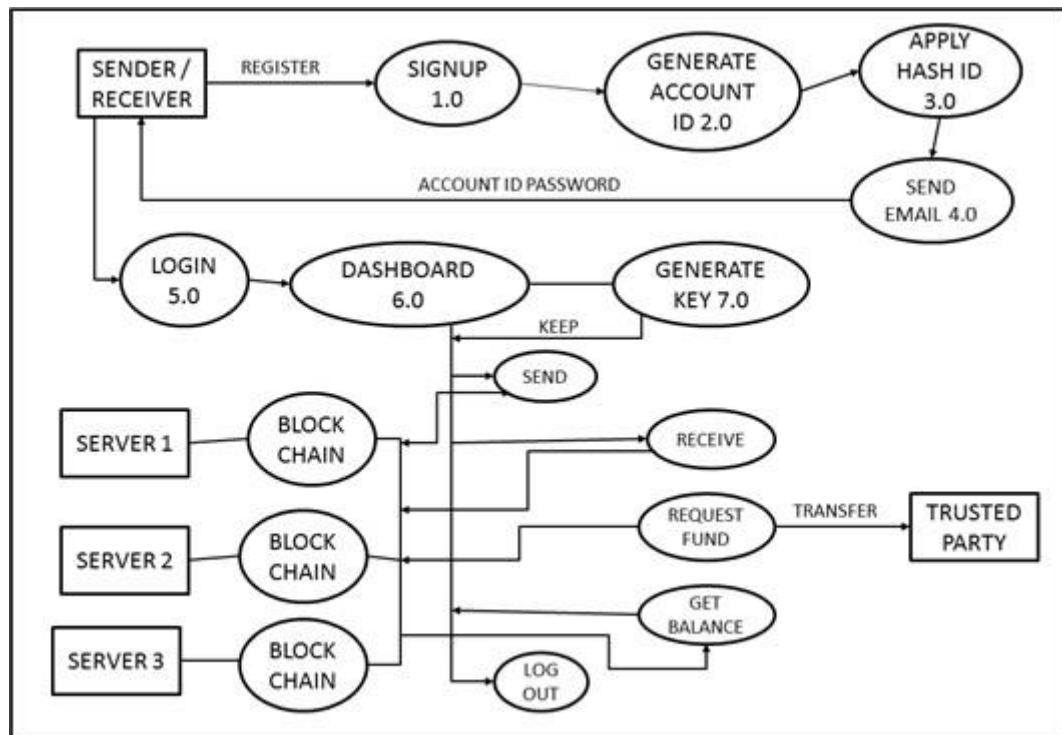 SENDER /
RECEIVER
REGISTER
SIGNUP
1.0
GENERATE
ACCOUNT
ID 2.0
APPLY
HASH ID
3.0
ACCOUNT ID PASSWORD
SEND
EMAIL 4.0
LOGIN
5.0
DASHBOARD
6.0
GENERATE
KEY 7.0
KEEP
SEND
SERVER 1
BLOCK
CHAIN
RECEIVE
SERVER 2
BLOCK
CHAIN
REQUEST
FUND
TRANSFER
TRUSTED
PARTY
GET
BALANCE
SERVER 3
BLOCK
CHAIN
LOG
OUT